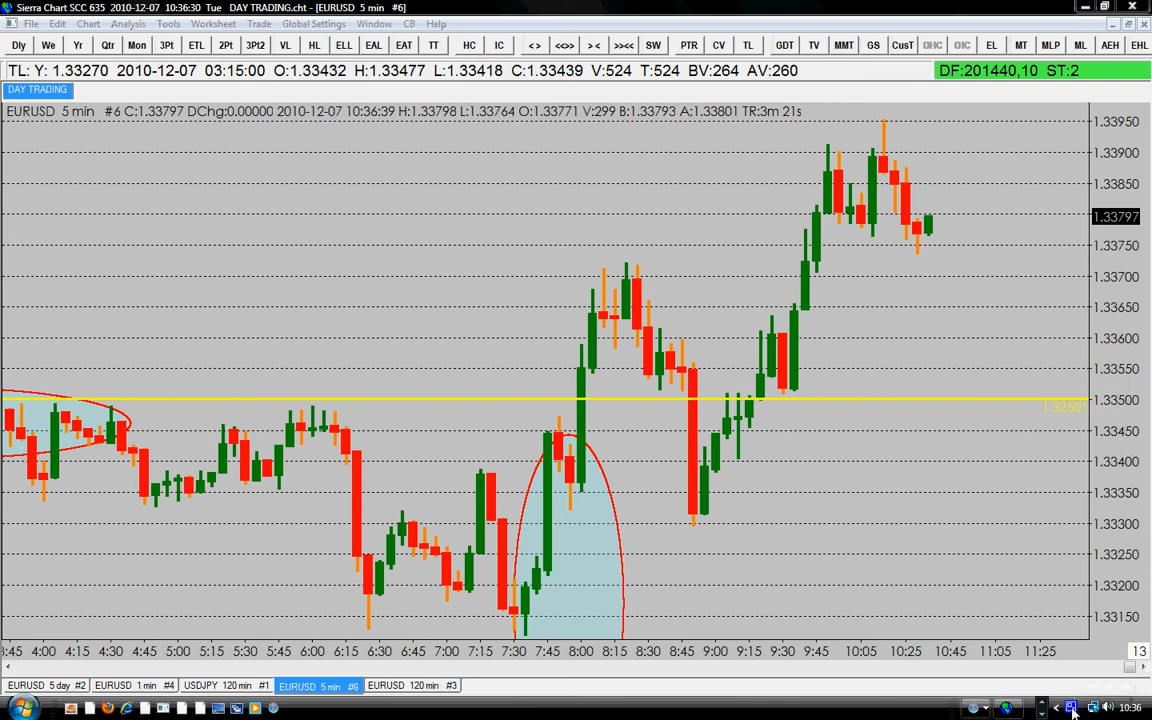 Sierra Chart SCC 635 2010-12-07 10:36:30 Tue DAY TRADING.cht - [EURUSD 5 min #6]
File Edit Chart Analysis Tools Worksheet Trade Global Settings Window CB Help
Dly We Yr Qtr Mon 3Pt ETL 2Pt 3Pt2 VL HL ELL EAL EAT TT HC IC <> <<>> >< >><< SW PTR CV TL GDT TV MMT GS CusT OHC OIC EL MT MLP ML AEH EHL
TL: Y: 1.33270 2010-12-07 03:15:00 O:1.33432 H:1.33477 L:1.33418 C:1.33439 V:524 T:524 BV:264 AV:260 DF:201440,10 ST:2
DAY TRADING
EURUSD 5 min #6 C:1.33797 DChg:0.00000 2010-12-07 10:36:39 H:1.33798 L:1.33764 O:1.33771 V:299 B:1.33793 A:1.33801 TR:3m 21s
1.33950
1.33900
1.33850
1.33797
1.33750
1.33700
1.33650
1.33600
1.33550
1.33500
1.33501
1.33450
1.33400
1.33350
1.33300
1.33250
1.33200
1.33150
3:45 4:00 4:15 4:30 4:45 5:00 5:15 5:30 5:45 6:00 6:15 6:30 6:45 7:00 7:15 7:30 7:45 8:00 8:15 8:30 8:45 9:00 9:15 9:30 9:45 10:05 10:25 10:45 11:05 11:25 13
EURUSD 5 day #2 EURUSD 1 min #4 USDJPY 120 min #1 EURUSD 5 min #6 EURUSD 120 min #3
10:36